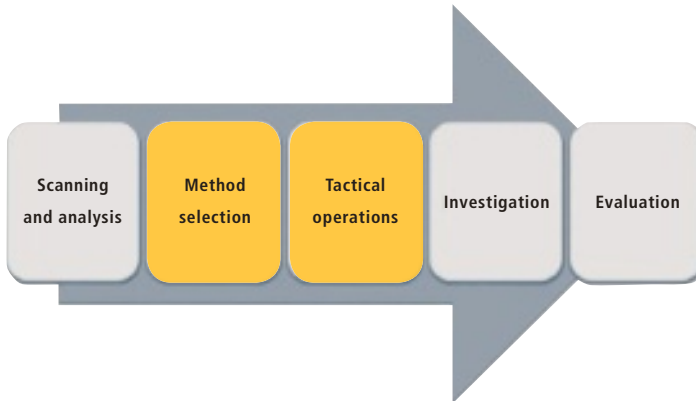 Scanning
and analysis
Method
selection
Tactical
operations
Investigation
Evaluation